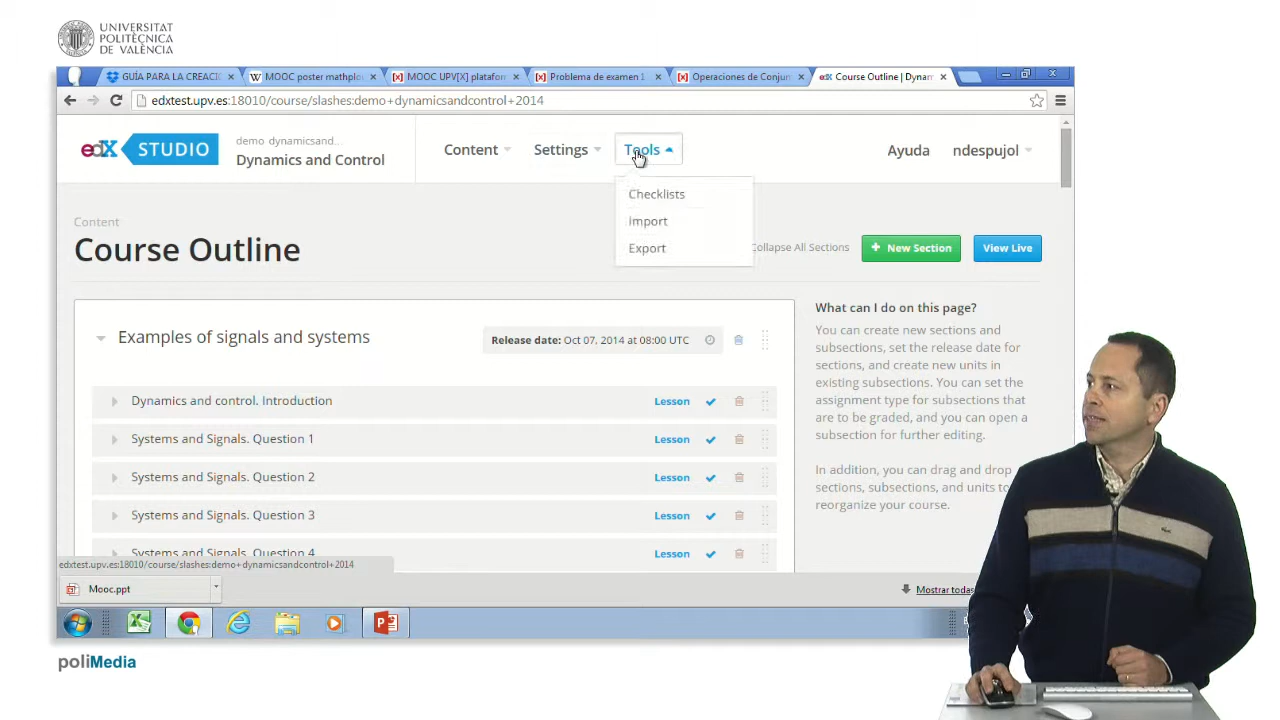 UNIVERSITAT
POLITÈCNICA
DE VALÈNCIA
GUÍA PARA LA CREACIÓ
MOOC poster mathplo
MOOC UPV[X] platafor
Problema de examen 1
Operaciones de Conjun
Course Outline | Dynam
edxtest.upv.es:18010/course/slashes:demo+dynamicsandcontrol+2014
edX STUDIO
demo dynamicsand...
Dynamics and Control
Content
Settings
Tools
Ayuda
ndespujol
Checklists
Import
Export
Content
Course Outline
Collapse All Sections
+ New Section
View Live
Examples of signals and systems
Release date: Oct 07, 2014 at 08:00 UTC
Dynamics and control. Introduction
Lesson
Systems and Signals. Question 1
Lesson
Systems and Signals. Question 2
Lesson
Systems and Signals. Question 3
Lesson
Systems and Signals. Question 4
Lesson
What can I do on this page?
You can create new sections and
subsections, set the release date for
sections, and create new units in
existing subsections. You can set the
assignment type for subsections that
are to be graded, and you can open a
subsection for further editing.
In addition, you can drag and drop
sections, subsections, and units to
reorganize your course.
edxtest.upv.es:18010/course/slashes:demo+dynamicsandcontrol+2014
Mooc.ppt
Mostrar todas
poliMedia